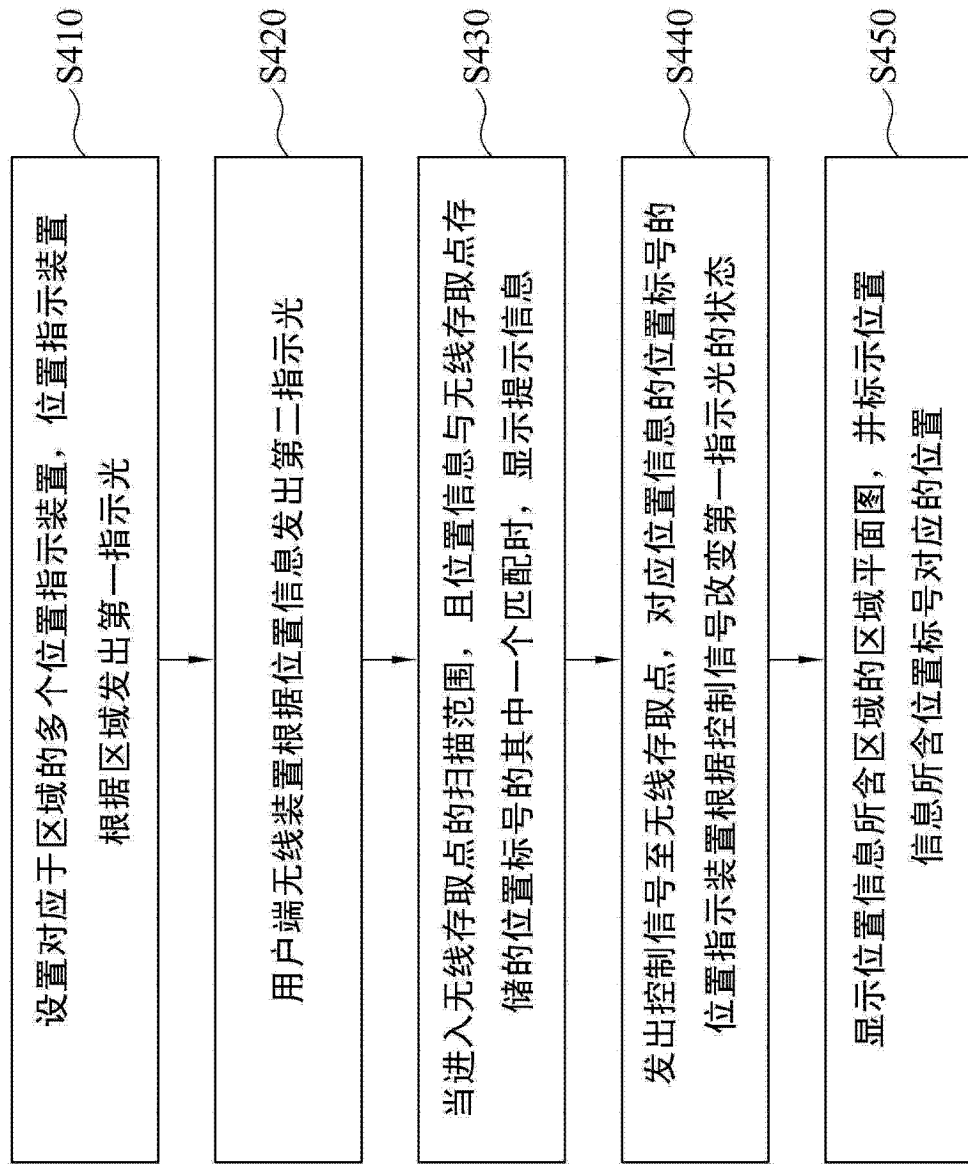 设置对应于区域的多个位置指示装置，位置指示装置
根据区域发出第一指示光
S410
用户端无线装置根据位置信息发出第二指示光
S420
当进入无线存取点的扫描范围，且位置信息与无线存取点存
储的位置标号的其中一个匹配时，显示提示信息
S430
发出控制信号至无线存取点，对应位置信息的位置标号的
位置指示装置根据控制信号改变第一指示光的状态
S440
显示位置信息所含区域的区域平面图，并标示位置
信息所含位置标号对应的位置
S450